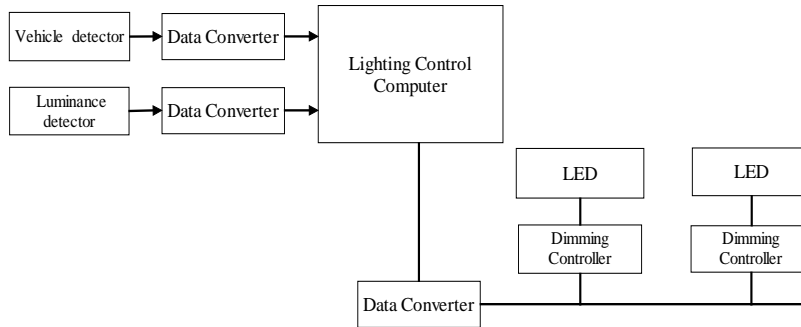 Vehicle detector
Data Converter
Lighting Control
Computer
Luminance
detector
Data Converter
LED
LED
Dimming
Controller
Dimming
Controller
Data Converter